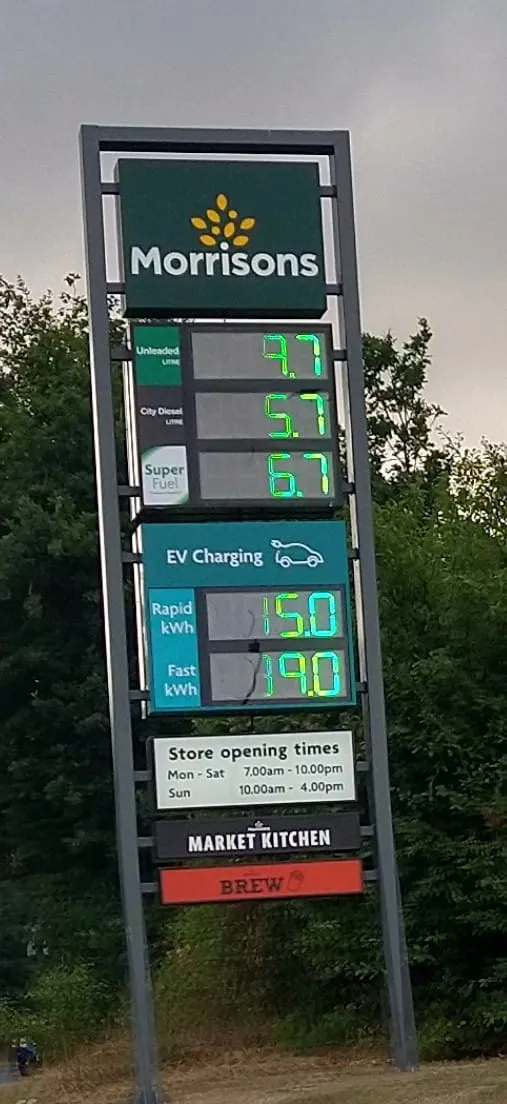 Morrisons
Unleaded
LITRE
9.7
City Diesel
LITRE
5.7
Super
Fuel
6.7
EV Charging
Rapid
kWh
15.0
Fast
kWh
19.0
Store opening times
Mon - Sat 7.00am - 10.00pm
Sun 10.00am - 4.00pm
MARKET KITCHEN
BREW